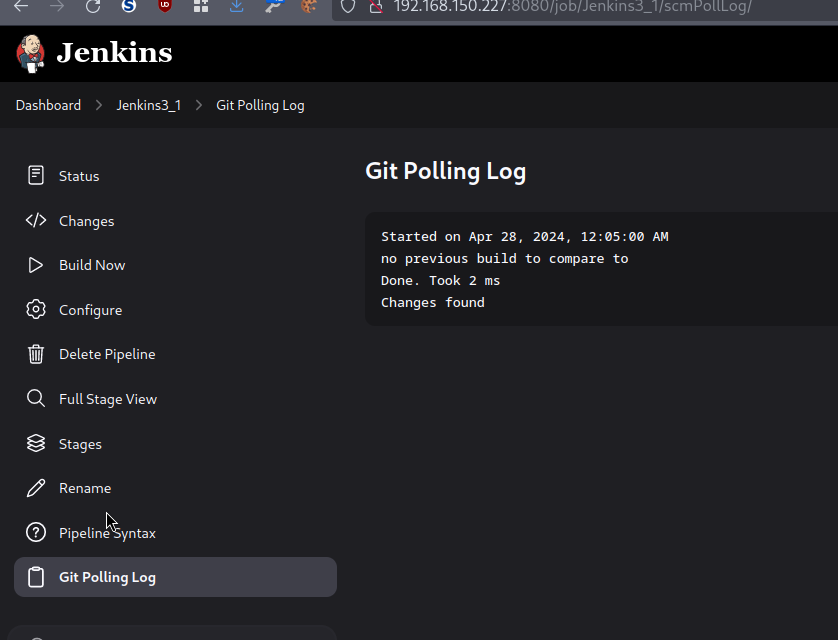 192.168.150.227:8080/job/Jenkins3_1/scmPollLog/
Jenkins
Dashboard > Jenkins3_1 > Git Polling Log
Status
Changes
Build Now
Configure
Delete Pipeline
Full Stage View
Stages
Rename
Pipeline Syntax
Git Polling Log
Git Polling Log
Started on Apr 28, 2024, 12:05:00 AM
no previous build to compare to
Done. Took 2 ms
Changes found